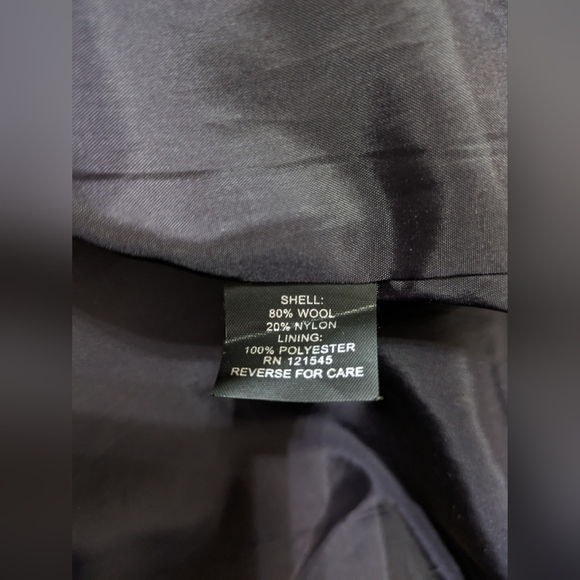 SHELL:
80% WOOL
20% NYLON
LINING:
100% POLYESTER
RN 121545
REVERSE FOR CARE